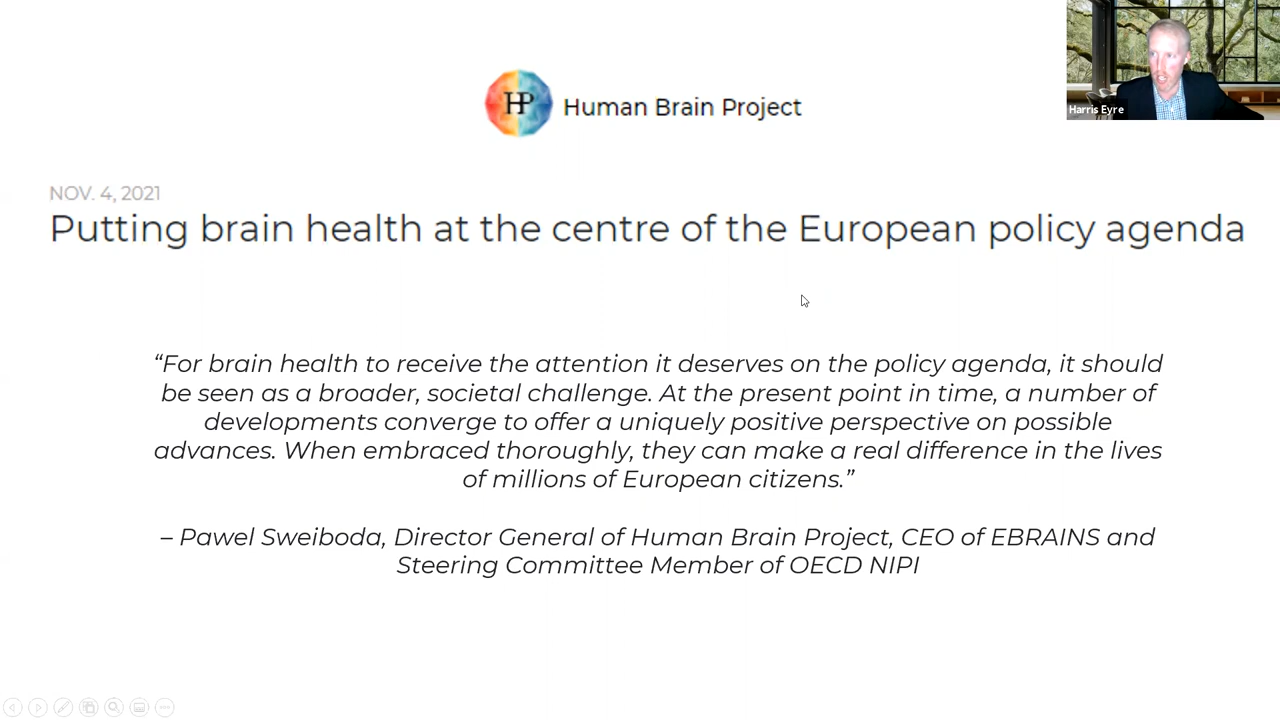 HP Human Brain Project
Harris Eyre
NOV. 4, 2021
Putting brain health at the centre of the European policy agenda
“For brain health to receive the attention it deserves on the policy agenda, it should
be seen as a broader, societal challenge. At the present point in time, a number of
developments converge to offer a uniquely positive perspective on possible
advances. When embraced thoroughly, they can make a real difference in the lives
of millions of European citizens.”
– Pawel Sweiboda, Director General of Human Brain Project, CEO of EBRAINS and
Steering Committee Member of OECD NIPI